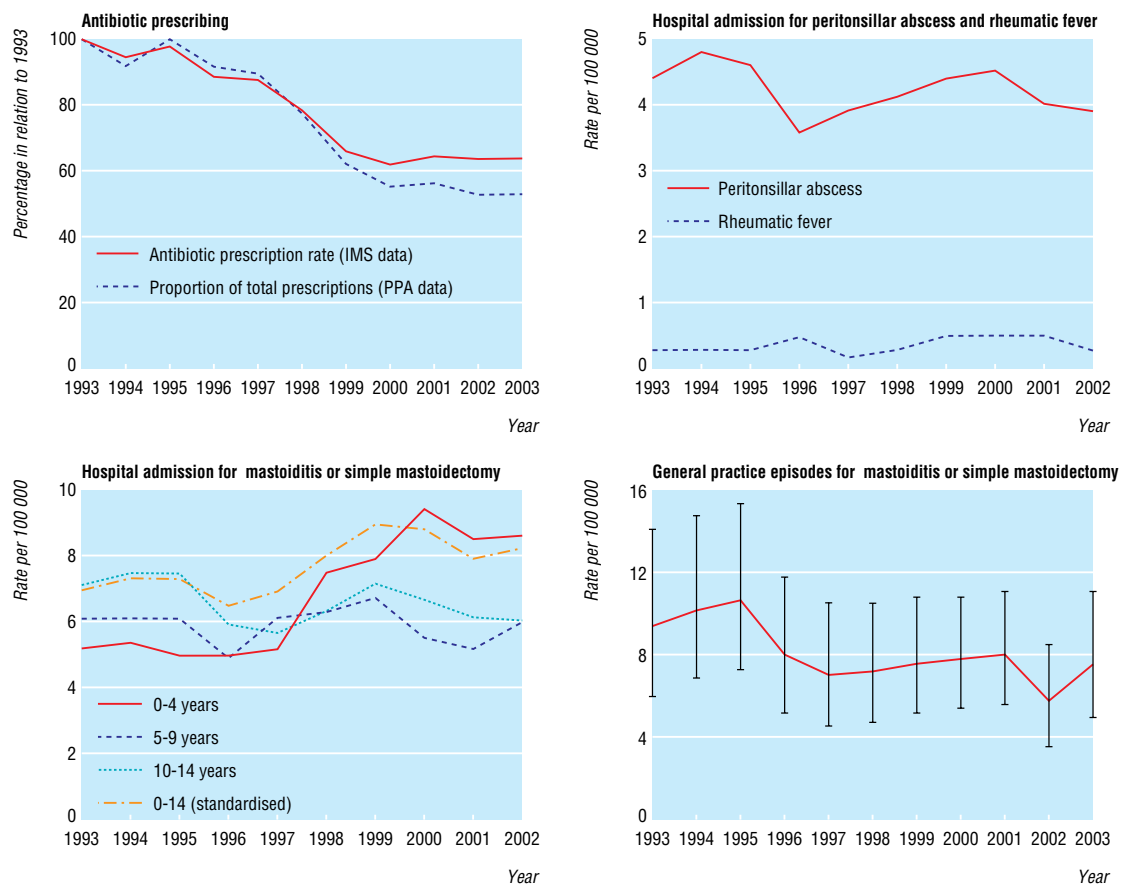 Antibiotic prescribing
Percentage in relation to 1993
100
80
60
40
20
0
Antibiotic prescription rate (IMS data)
Proportion of total prescriptions (PPA data)
1993 1994 1995 1996 1997 1998 1999 2000 2001 2002 2003
Year
Hospital admission for peritonsillar abscess and rheumatic fever
Rate per 100 000
5
4
3
2
1
0
Peritonsillar abscess
Rheumatic fever
1993 1994 1995 1996 1997 1998 1999 2000 2001 2002
Year
Hospital admission for mastoiditis or simple mastoidectomy
Rate per 100 000
10
8
6
4
2
0
0-4 years
5-9 years
10-14 years
0-14 (standardised)
1993 1994 1995 1996 1997 1998 1999 2000 2001 2002
Year
General practice episodes for mastoiditis or simple mastoidectomy
Rate per 100 000
16
12
8
4
0
1993 1994 1995 1996 1997 1998 1999 2000 2001 2002 2003
Year